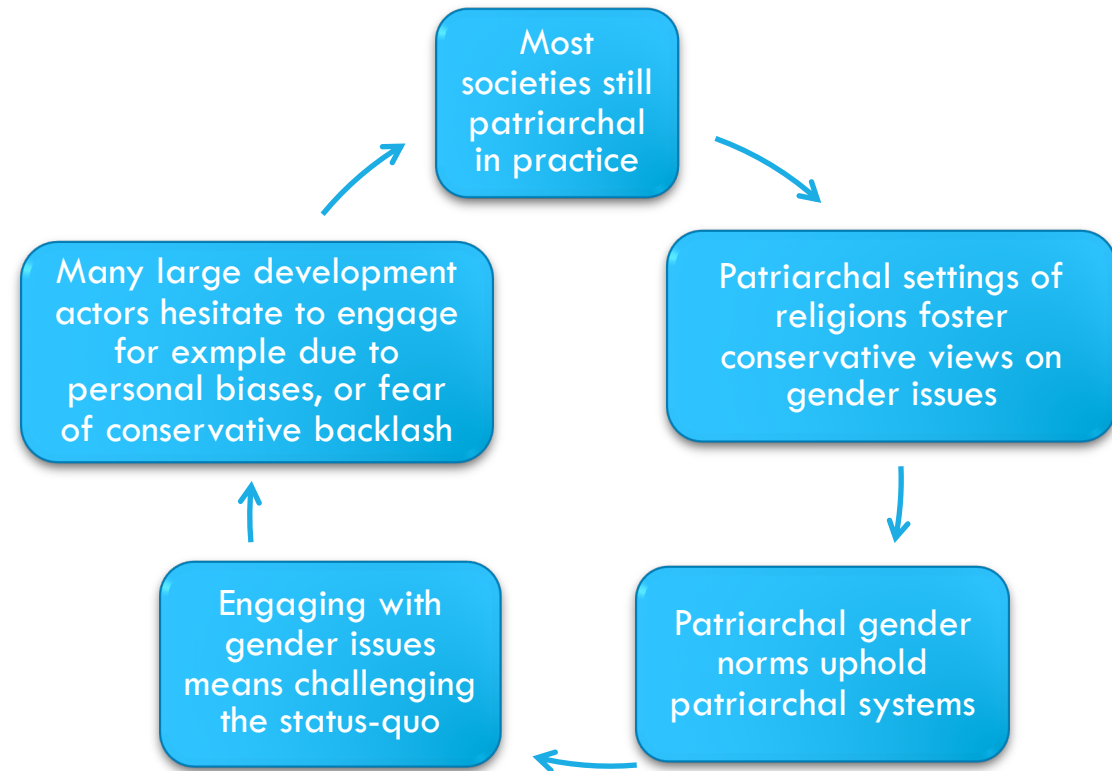 Most
societies still
patriarchal
in practice
Patriarchal settings of
religions foster
conservative views on
gender issues
Patriarchal gender
norms uphold
patriarchal systems
Engaging with
gender issues
means challenging
the status-quo
Many large development
actors hesitate to engage
for exmple due to
personal biases, or fear
of conservative backlash